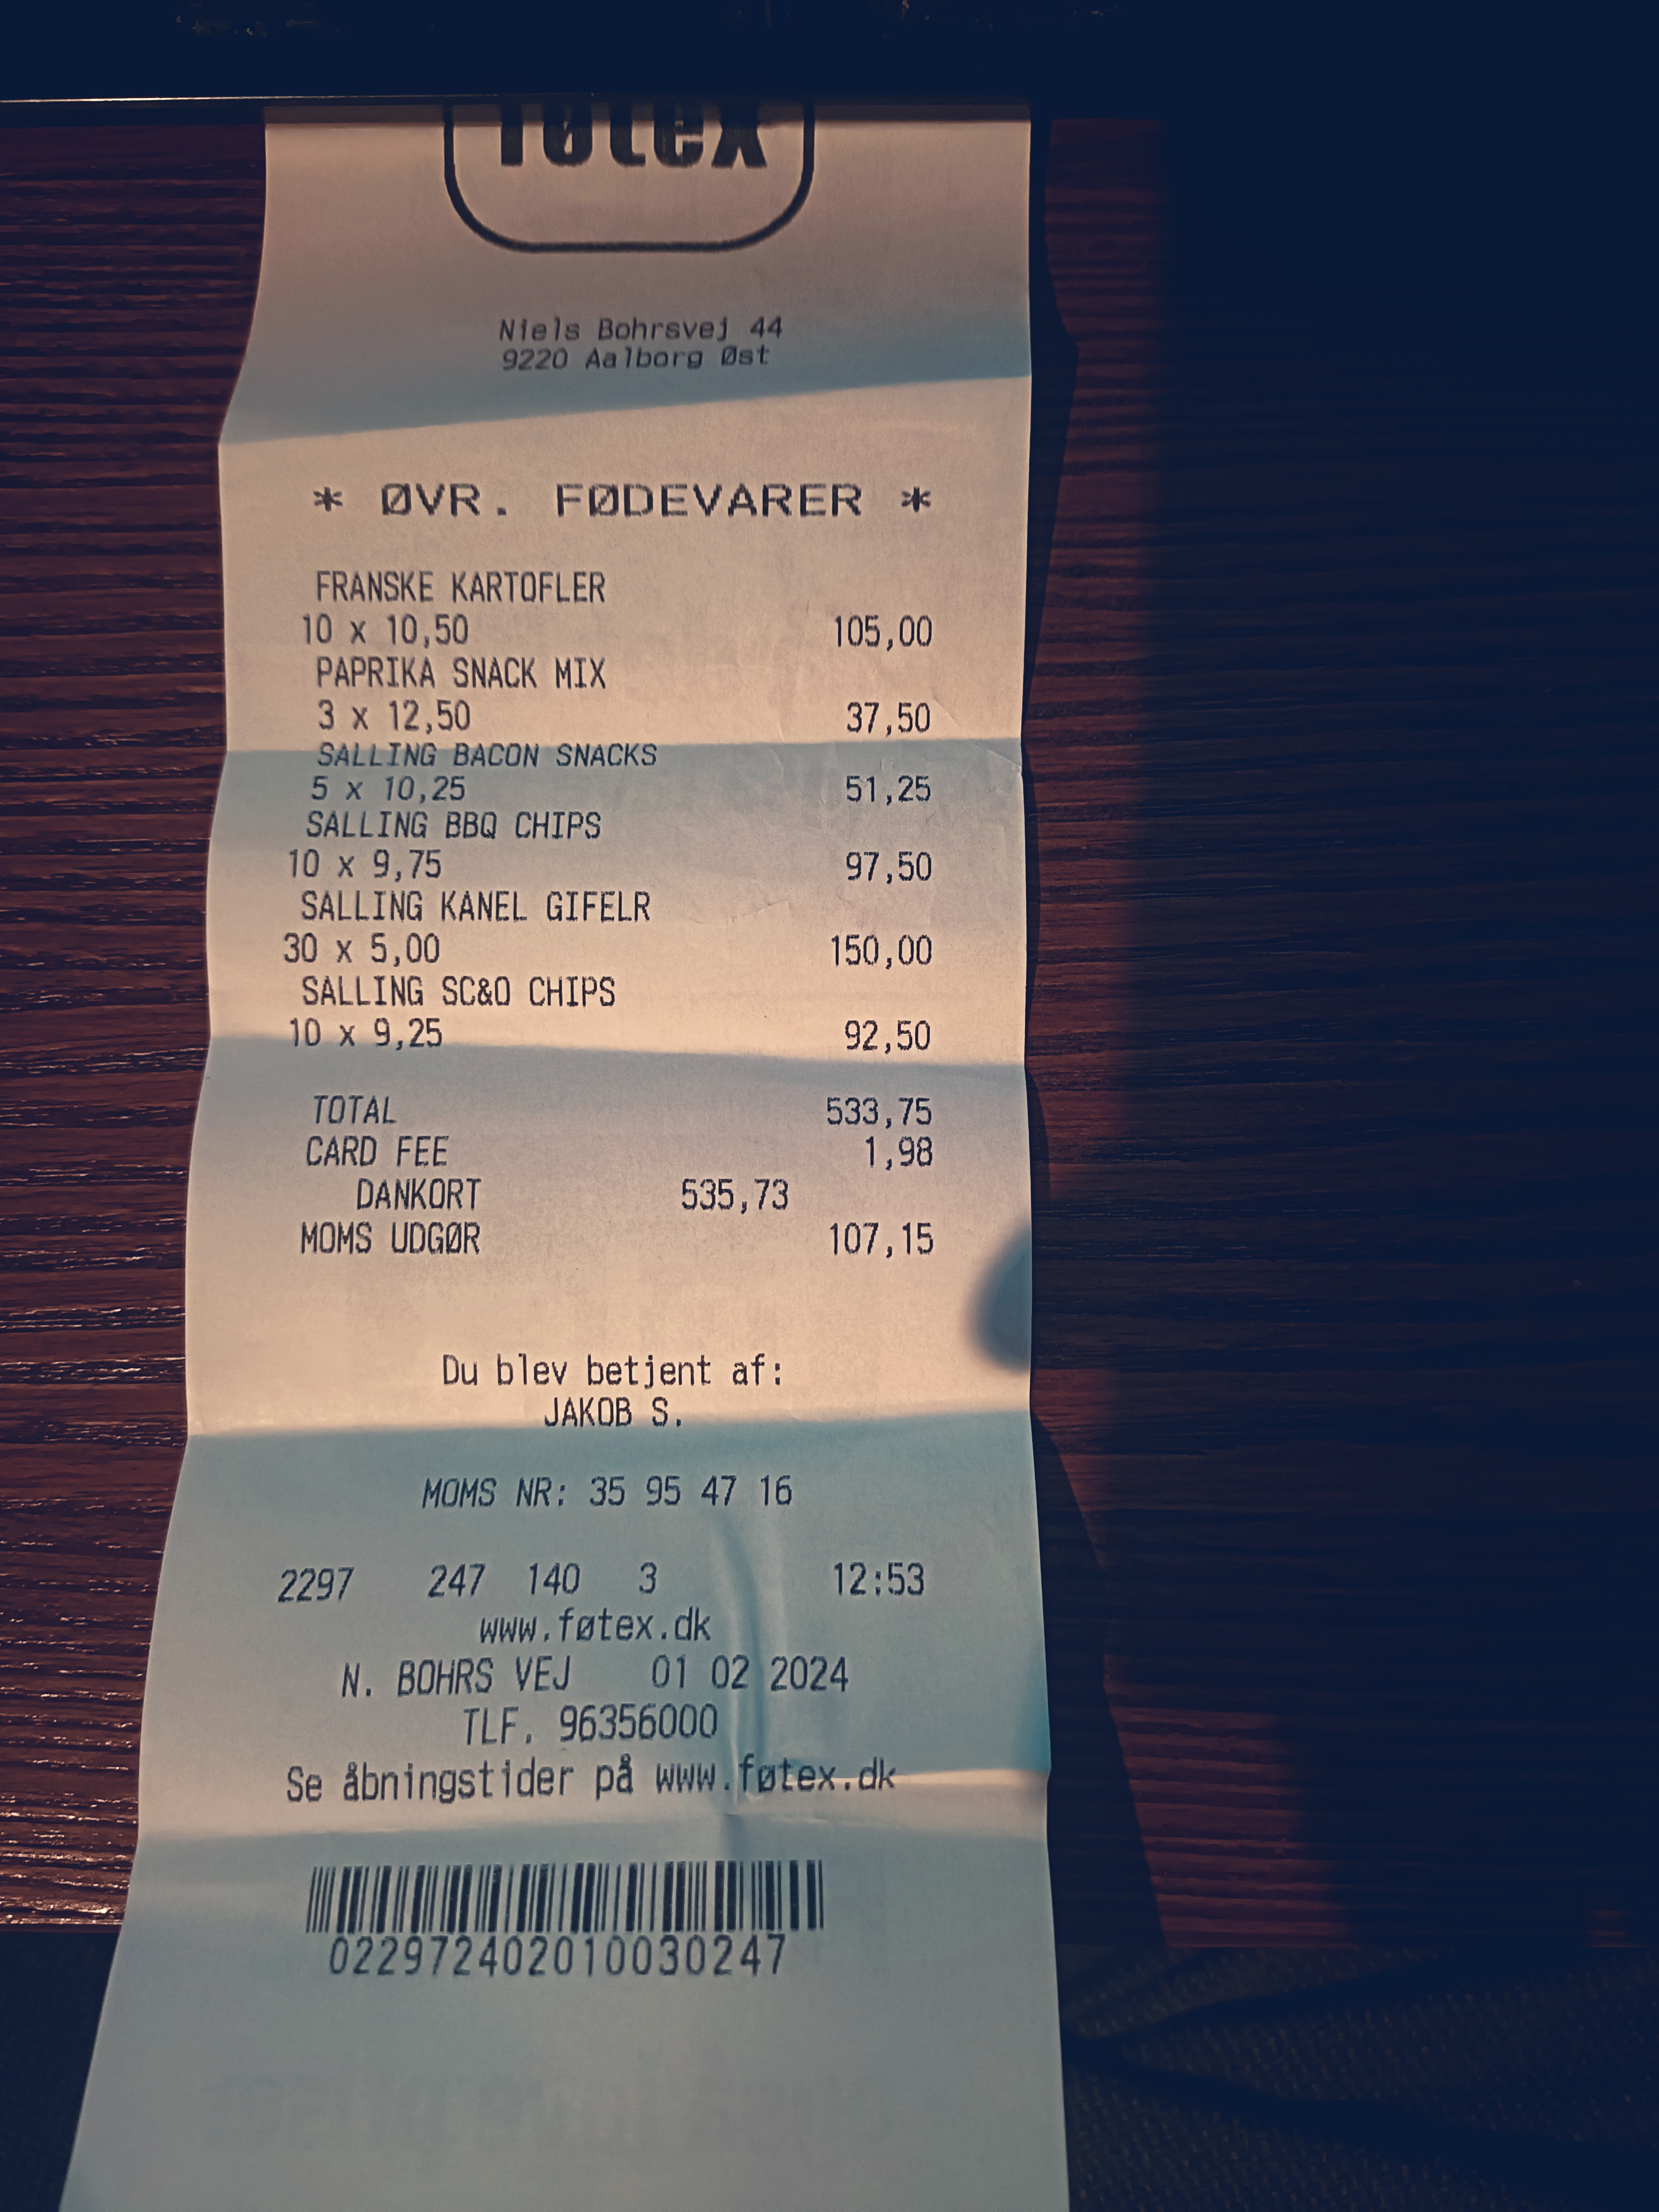 føtex
Niels Bohrsvej 44
9220 Aalborg Øst
* ØVR. FØDEVARER *
FRANSKE KARTOFLER
10 x 10,50 105,00
PAPRIKA SNACK MIX
3 x 12,50 37,50
SALLING BACON SNACKS
5 x 10,25 51,25
SALLING BBQ CHIPS
10 x 9,75 97,50
SALLING KANEL GIFELR
30 x 5,00 150,00
SALLING SC&O CHIPS
10 x 9,25 92,50
TOTAL 533,75
CARD FEE 1,98
DANKORT 535,73
MOMS UDGØR 107,15
Du blev betjent af:
JAKOB S.
MOMS NR: 35 95 47 16
2297 247 140 3 12:53
www.føtex.dk
N. BOHRS VEJ 01 02 2024
TLF. 96356000
Se åbningstider på www.føtex.dk
022972402010030247